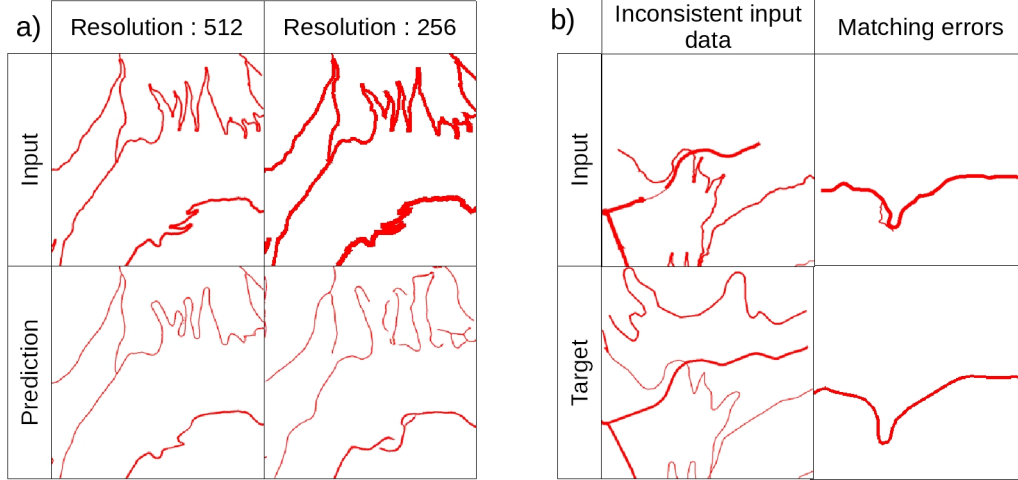 a)
Resolution : 512
Resolution : 256
Input
Prediction
b)
Inconsistent input
data
Matching errors
Input
Target